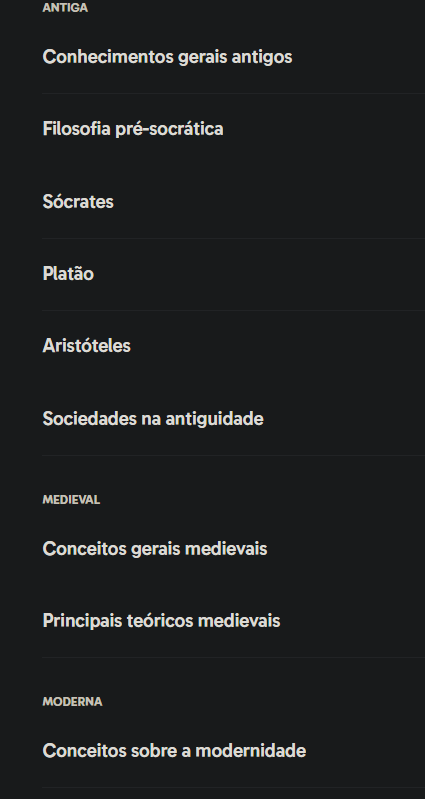 ANTIGA
Conhecimentos gerais antigos
Filosofia pré-socrática
Sócrates
Platão
Aristóteles
Sociedades na antiguidade
MEDIEVAL
Conceitos gerais medievais
Principais teóricos medievais
MODERNA
Conceitos sobre a modernidade